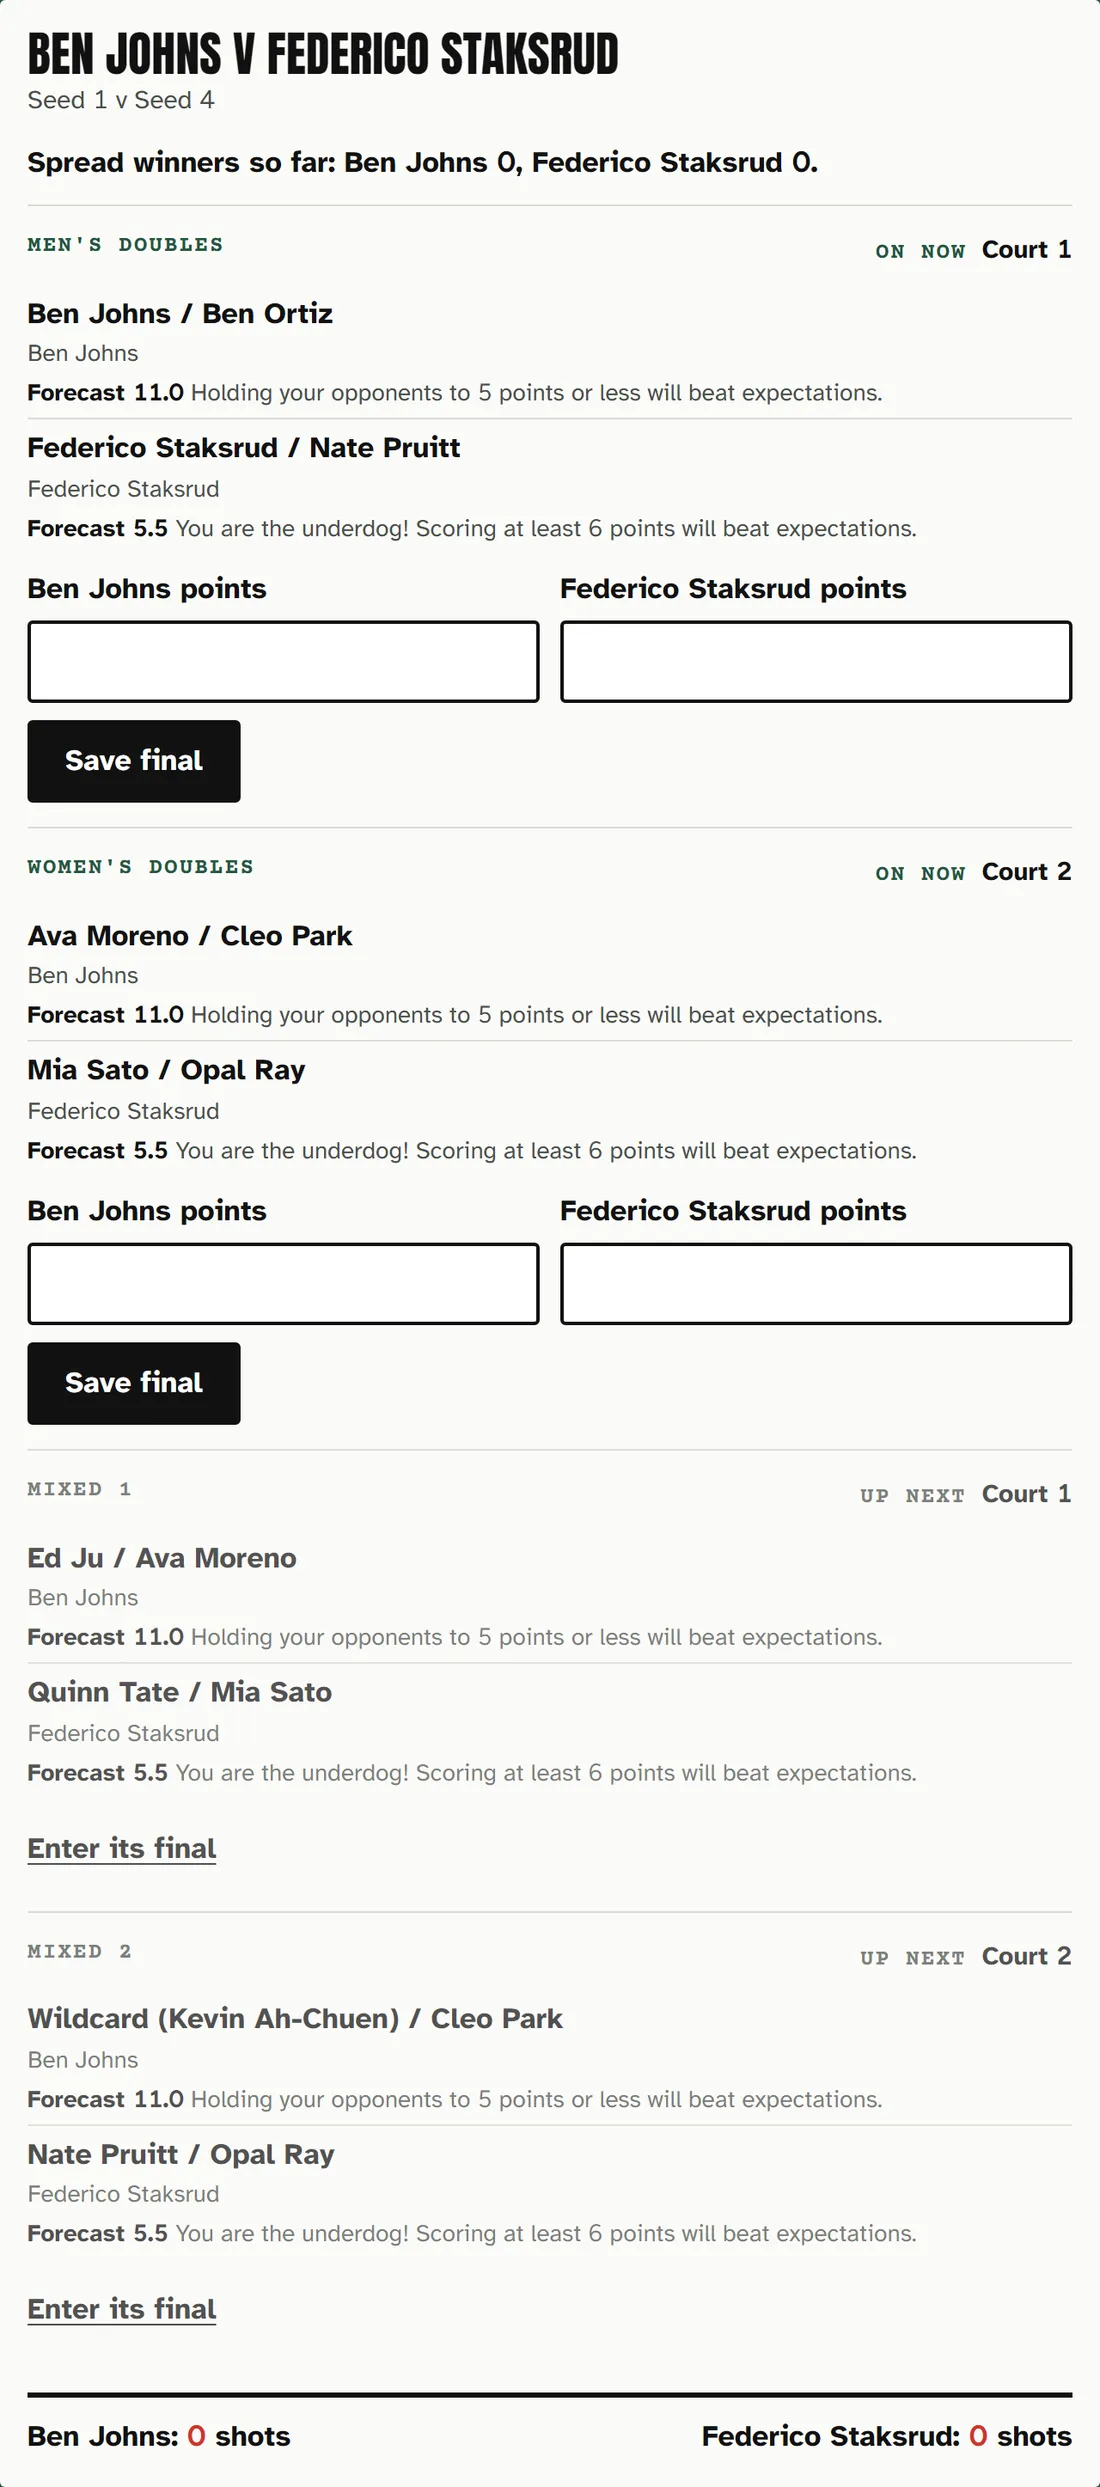 BEN JOHNS V FEDERICO STAKSRUD
Seed 1 v Seed 4
Spread winners so far: Ben Johns 0, Federico Staksrud 0.
MEN'S DOUBLES
ON NOW Court 1
Ben Johns / Ben Ortiz
Ben Johns
Forecast 11.0 Holding your opponents to 5 points or less will beat expectations.
Federico Staksrud / Nate Pruitt
Federico Staksrud
Forecast 5.5 You are the underdog! Scoring at least 6 points will beat expectations.
Ben Johns points
Federico Staksrud points
Save final
WOMEN'S DOUBLES
ON NOW Court 2
Ava Moreno / Cleo Park
Ben Johns
Forecast 11.0 Holding your opponents to 5 points or less will beat expectations.
Mia Sato / Opal Ray
Federico Staksrud
Forecast 5.5 You are the underdog! Scoring at least 6 points will beat expectations.
Ben Johns points
Federico Staksrud points
Save final
MIXED 1
UP NEXT Court 1
Ed Ju / Ava Moreno
Ben Johns
Forecast 11.0 Holding your opponents to 5 points or less will beat expectations.
Quinn Tate / Mia Sato
Federico Staksrud
Forecast 5.5 You are the underdog! Scoring at least 6 points will beat expectations.
Enter its final
MIXED 2
UP NEXT Court 2
Wildcard (Kevin Ah-Chuen) / Cleo Park
Ben Johns
Forecast 11.0 Holding your opponents to 5 points or less will beat expectations.
Nate Pruitt / Opal Ray
Federico Staksrud
Forecast 5.5 You are the underdog! Scoring at least 6 points will beat expectations.
Enter its final
Ben Johns: 0 shots
Federico Staksrud: 0 shots